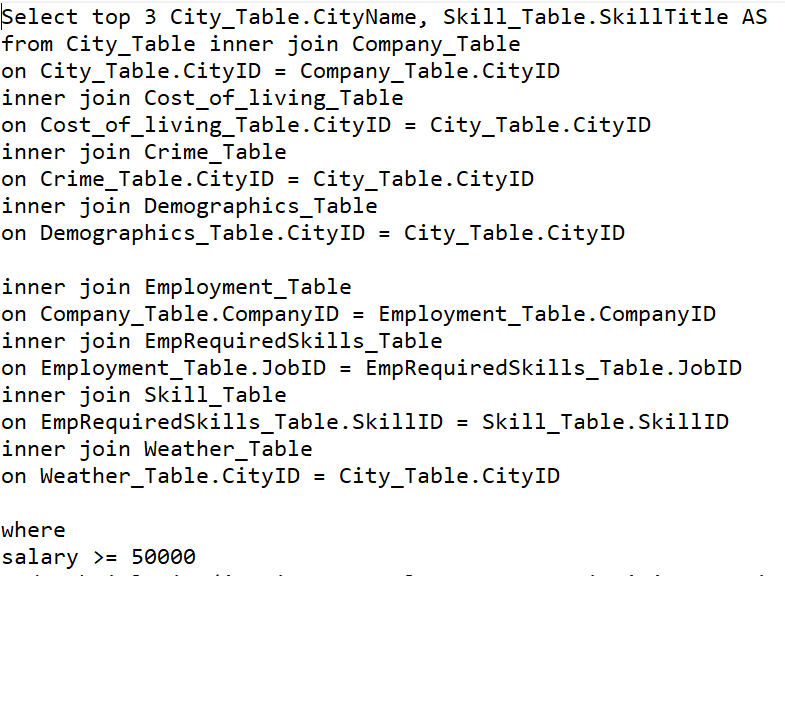 Select top 3 City_Table.CityName, Skill_Table.SkillTitle AS
from City_Table inner join Company_Table
on City_Table.CityID = Company_Table.CityID
inner join Cost_of_living_Table
on Cost_of_living_Table.CityID = City_Table.CityID
inner join Crime_Table
on Crime_Table.CityID = City_Table.CityID
inner join Demographics_Table
on Demographics_Table.CityID = City_Table.CityID
inner join Employment_Table
on Company_Table.CompanyID = Employment_Table.CompanyID
inner join EmpRequiredSkills_Table
on Employment_Table.JobID = EmpRequiredSkills_Table.JobID
inner join Skill_Table
on EmpRequiredSkills_Table.SkillID = Skill_Table.SkillID
inner join Weather_Table
on Weather_Table.CityID = City_Table.CityID
where
salary >= 50000